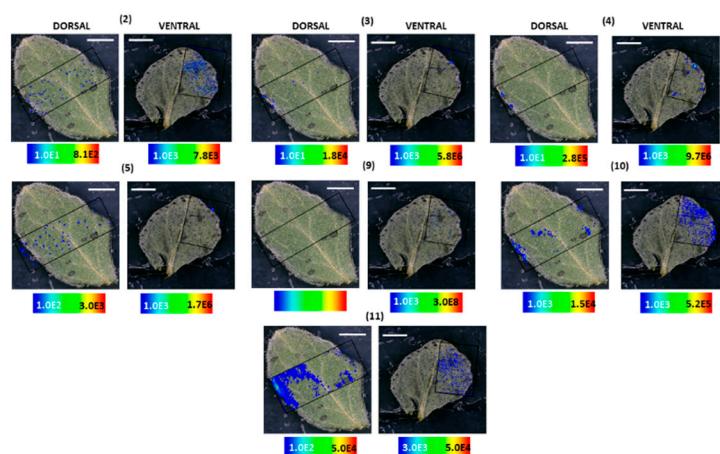 (2) (3) (4)
DORSAL VENTRAL DORSAL VENTRAL DORSAL VENTRAL
1.0E1 8.1E2 1.0E3 7.8E3 1.0E1 1.8E4 1.0E3 5.8E6 1.0E1 2.8E5 1.0E3 9.7E6
(5) (9) (10)
1.0E2 3.0E3 1.0E3 1.7E6 1.0E3 3.0E8 1.0E3 1.5E4 1.0E3 5.2E5
(11)
1.0E2 5.0E4 3.0E3 5.0E4